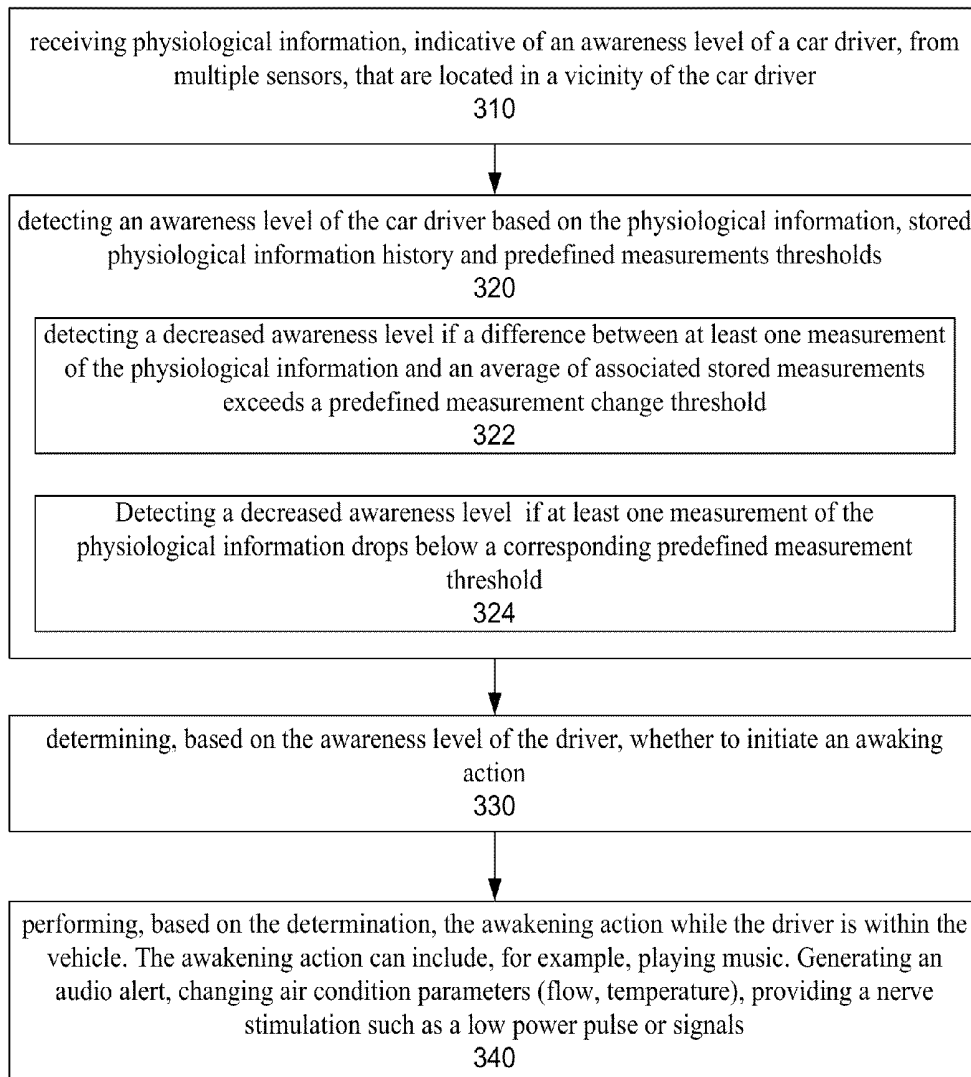 receiving physiological information, indicative of an awareness level of a car driver, from
multiple sensors, that are located in a vicinity of the car driver
310
detecting an awareness level of the car driver based on the physiological information, stored
physiological information history and predefined measurements thresholds
320
detecting a decreased awareness level if a difference between at least one measurement
of the physiological information and an average of associated stored measurements
exceeds a predefined measurement change threshold
322
Detecting a decreased awareness level if at least one measurement of the
physiological information drops below a corresponding predefined measurement
threshold
324
determining, based on the awareness level of the driver, whether to initiate an awaking
action
330
performing, based on the determination, the awakening action while the driver is within the
vehicle. The awakening action can include, for example, playing music. Generating an
audio alert, changing air condition parameters (flow, temperature), providing a nerve
stimulation such as a low power pulse or signals
340